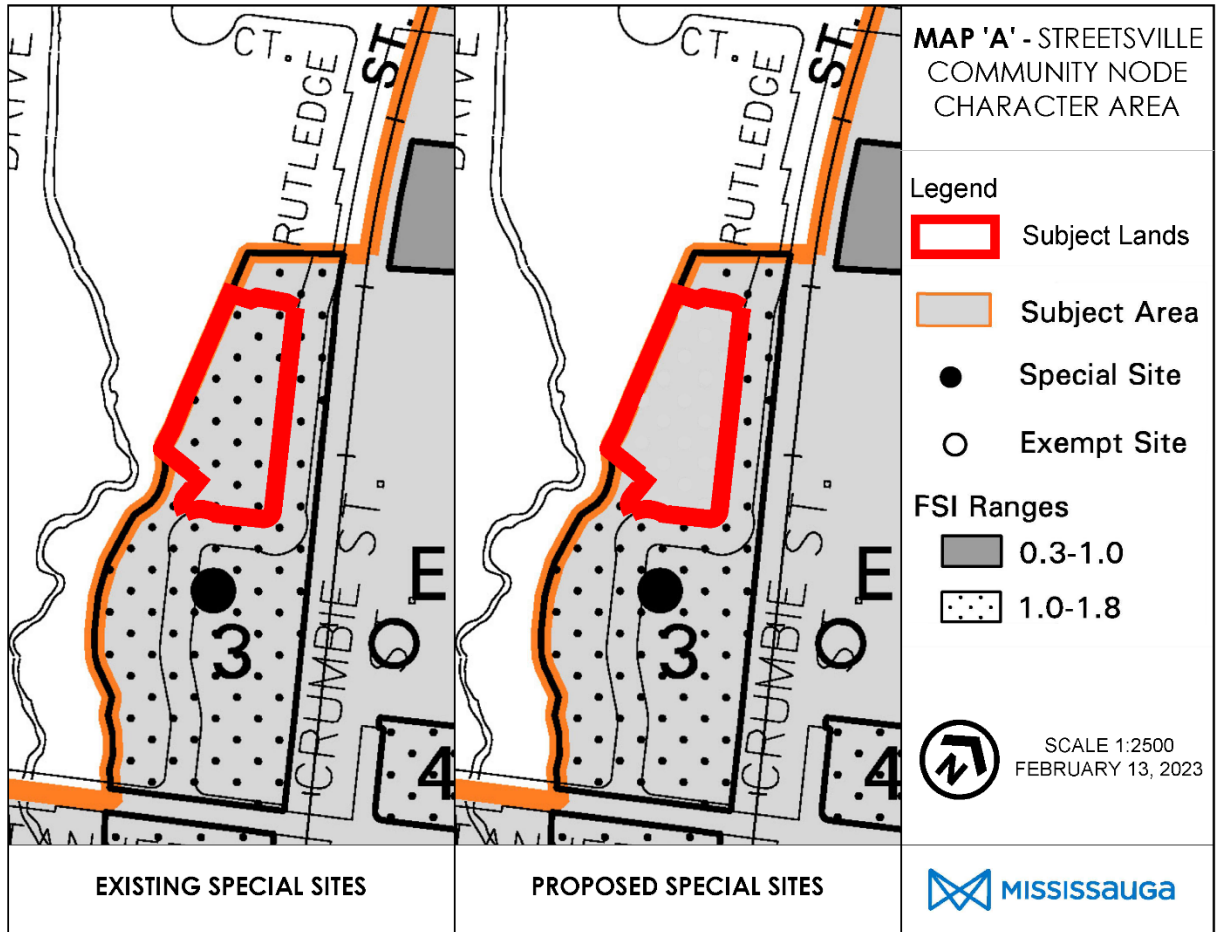 CT.
ST.
DRIVE
RUTLEDGE
CRUMBIE ST.
E
S.
3
4
EXISTING SPECIAL SITES
CT.
ST.
DRIVE
RUTLEDGE
CRUMBIE ST.
E
S.
3
4
PROPOSED SPECIAL SITES
MAP 'A' - STREETSVILLE
COMMUNITY NODE
CHARACTER AREA
Legend
Subject Lands
Subject Area
Special Site
Exempt Site
FSI Ranges
0.3-1.0
1.0-1.8
N
SCALE 1:2500
FEBRUARY 13, 2023
MISSISSAUGA